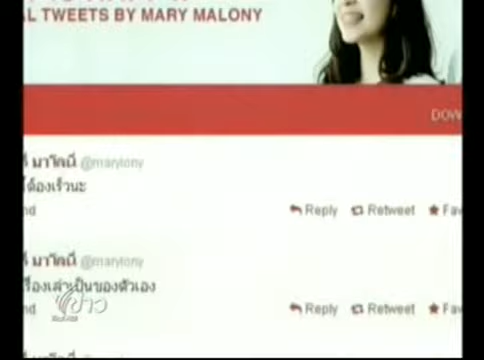 L TWEETS BY MARY MALONY
DOW
มาโลนี @marylony
ต้องเร็วนะ
nd
Reply Retweet Fav
มาโลนี @marylony
รื่องเล่าเป็นของตัวเอง
ข่าว
nd
Reply Retweet Fav